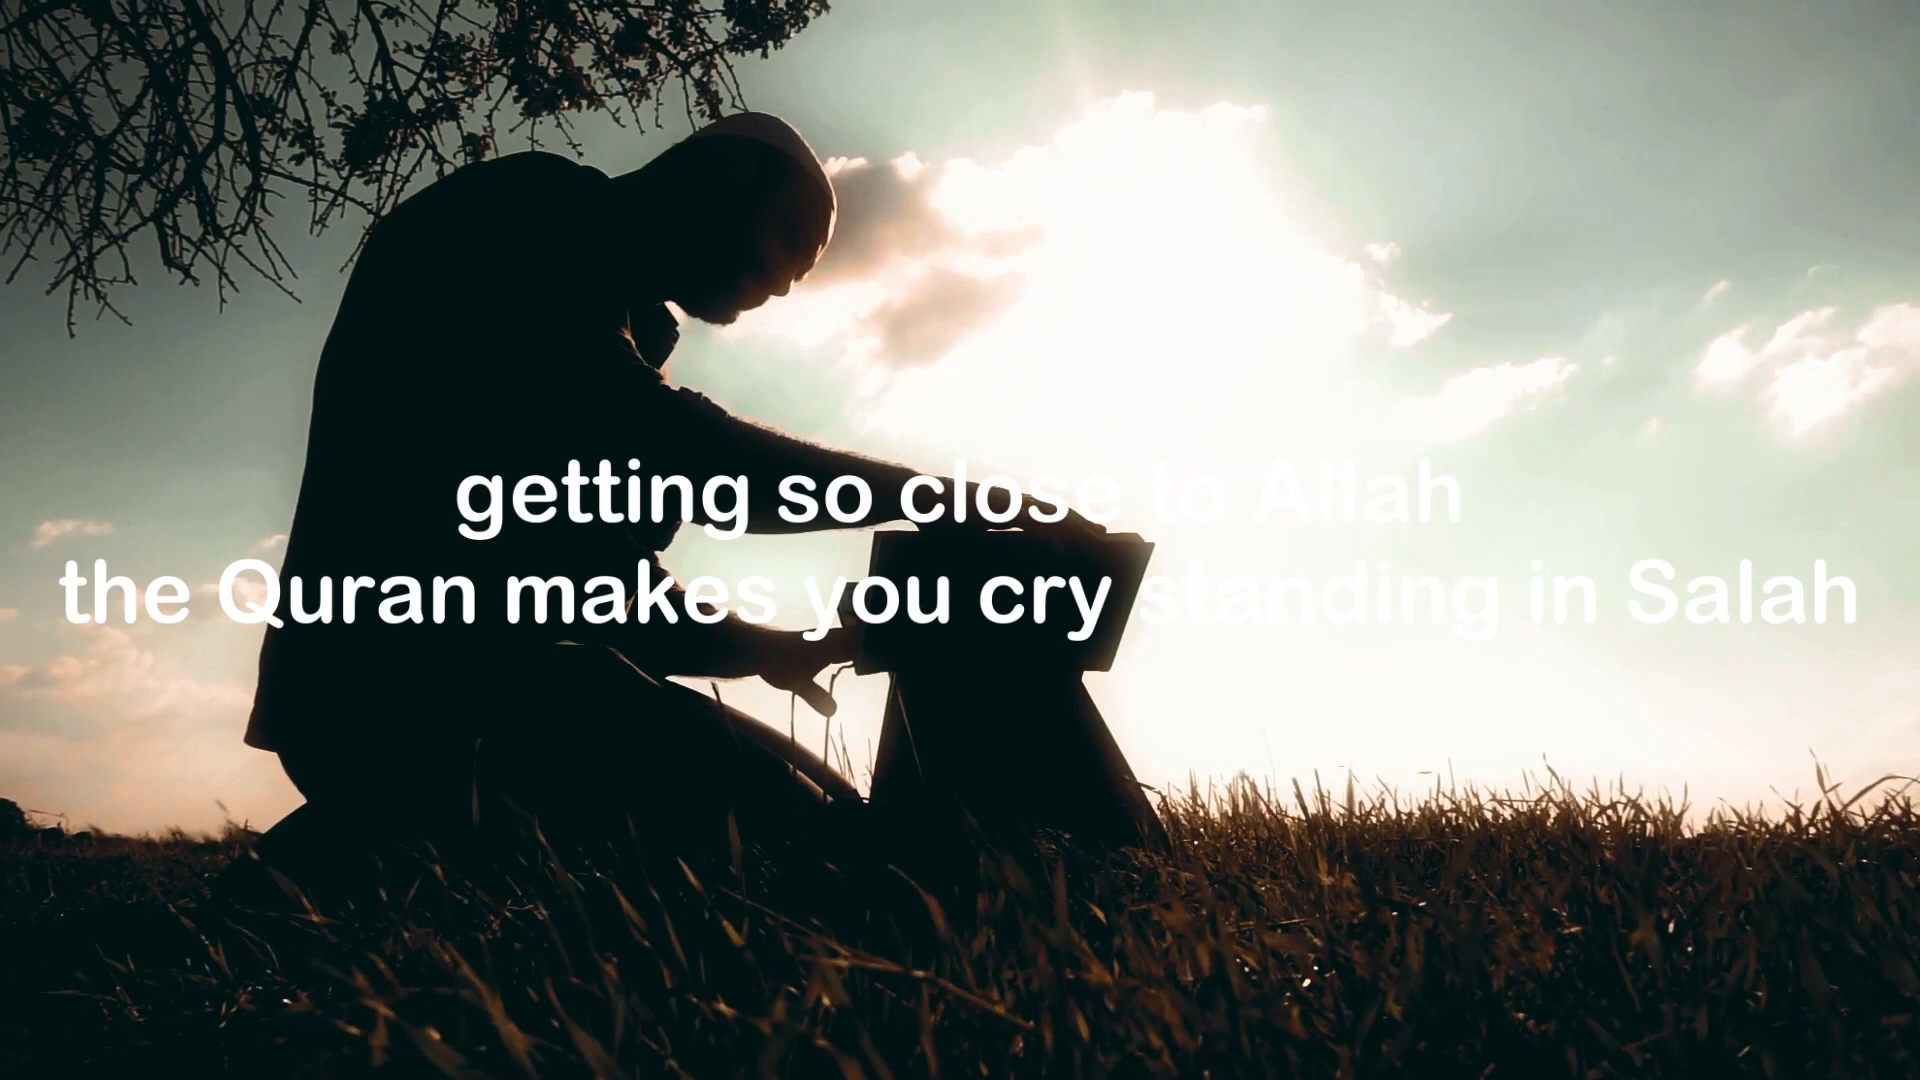 getting so close to Allah
the Quran makes you cry standing in Salah